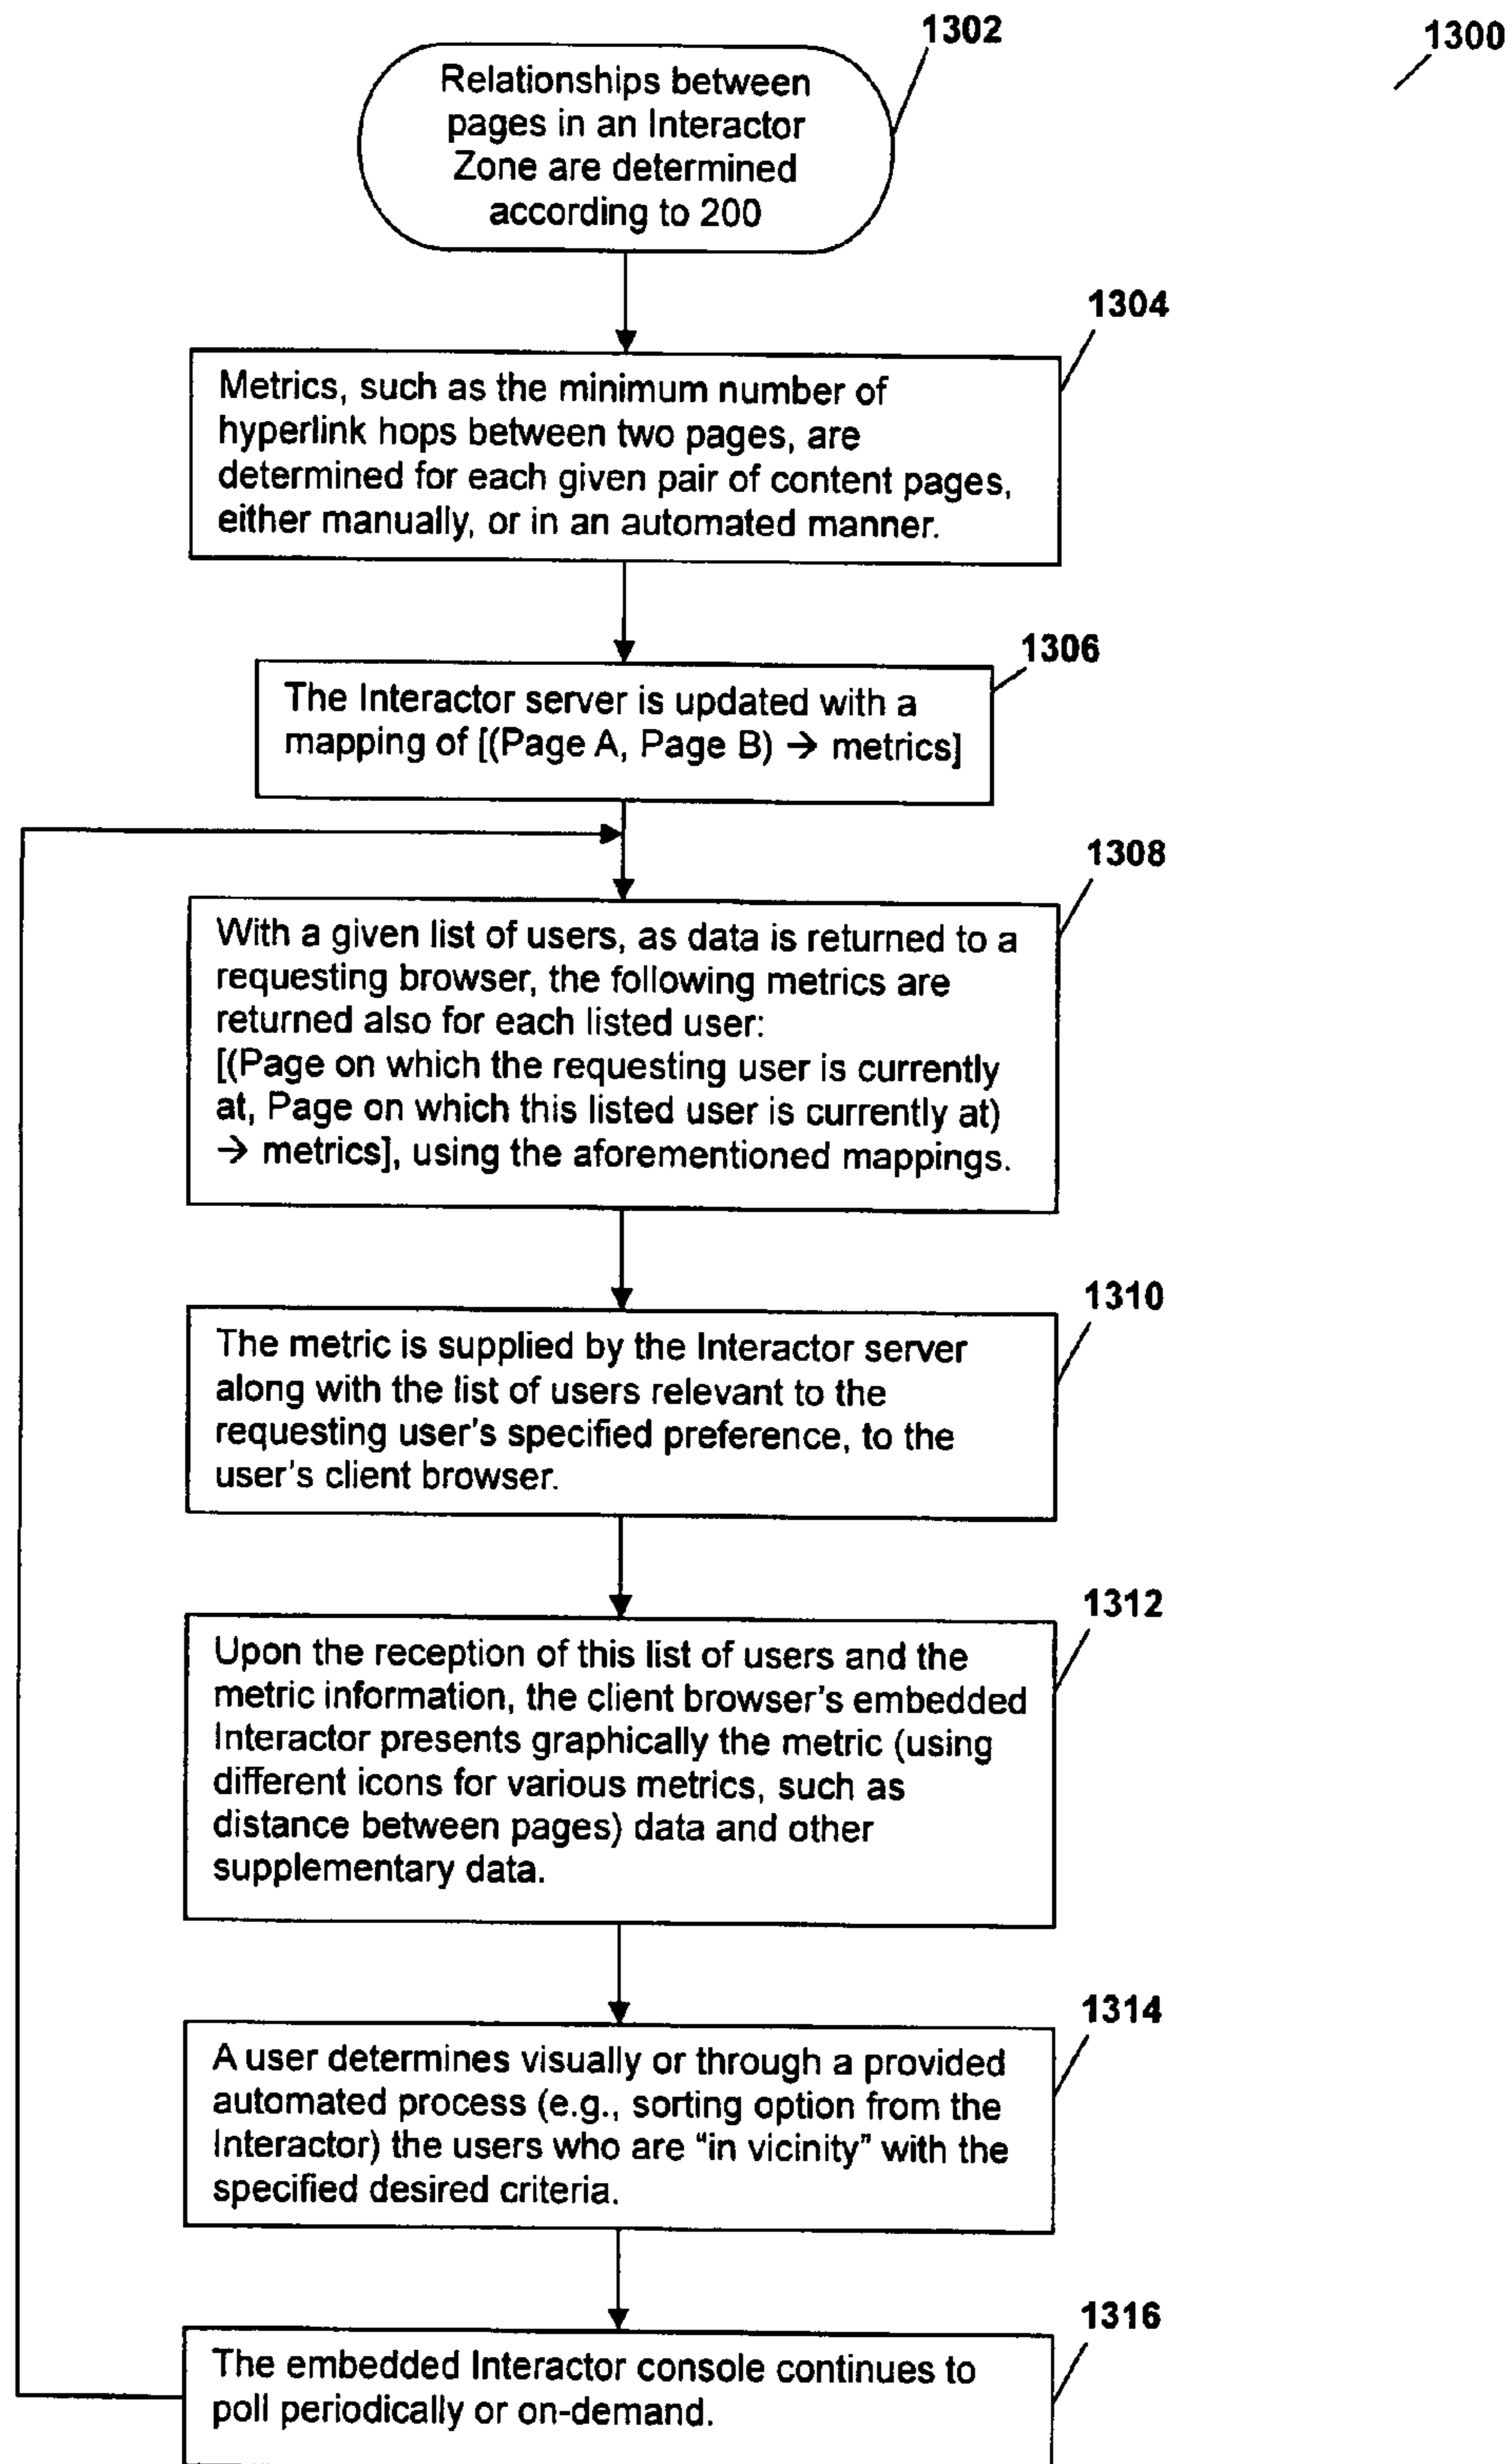 1302
1300
Relationships between
pages in an Interactor
Zone are determined
according to 200
1304
Metrics, such as the minimum number of
hyperlink hops between two pages, are
determined for each given pair of content pages,
either manually, or in an automated manner.
1306
The Interactor server is updated with a
mapping of [(Page A, Page B) → metrics]
1308
With a given list of users, as data is returned to a
requesting browser, the following metrics are
returned also for each listed user:
[(Page on which the requesting user is currently
at, Page on which this listed user is currently at)
→ metrics], using the aforementioned mappings.
1310
The metric is supplied by the Interactor server
along with the list of users relevant to the
requesting user's specified preference, to the
user's client browser.
1312
Upon the reception of this list of users and the
metric information, the client browser's embedded
Interactor presents graphically the metric (using
different icons for various metrics, such as
distance between pages) data and other
supplementary data.
1314
A user determines visually or through a provided
automated process (e.g., sorting option from the
Interactor) the users who are "in vicinity" with the
specified desired criteria.
1316
The embedded Interactor console continues to
poll periodically or on-demand.